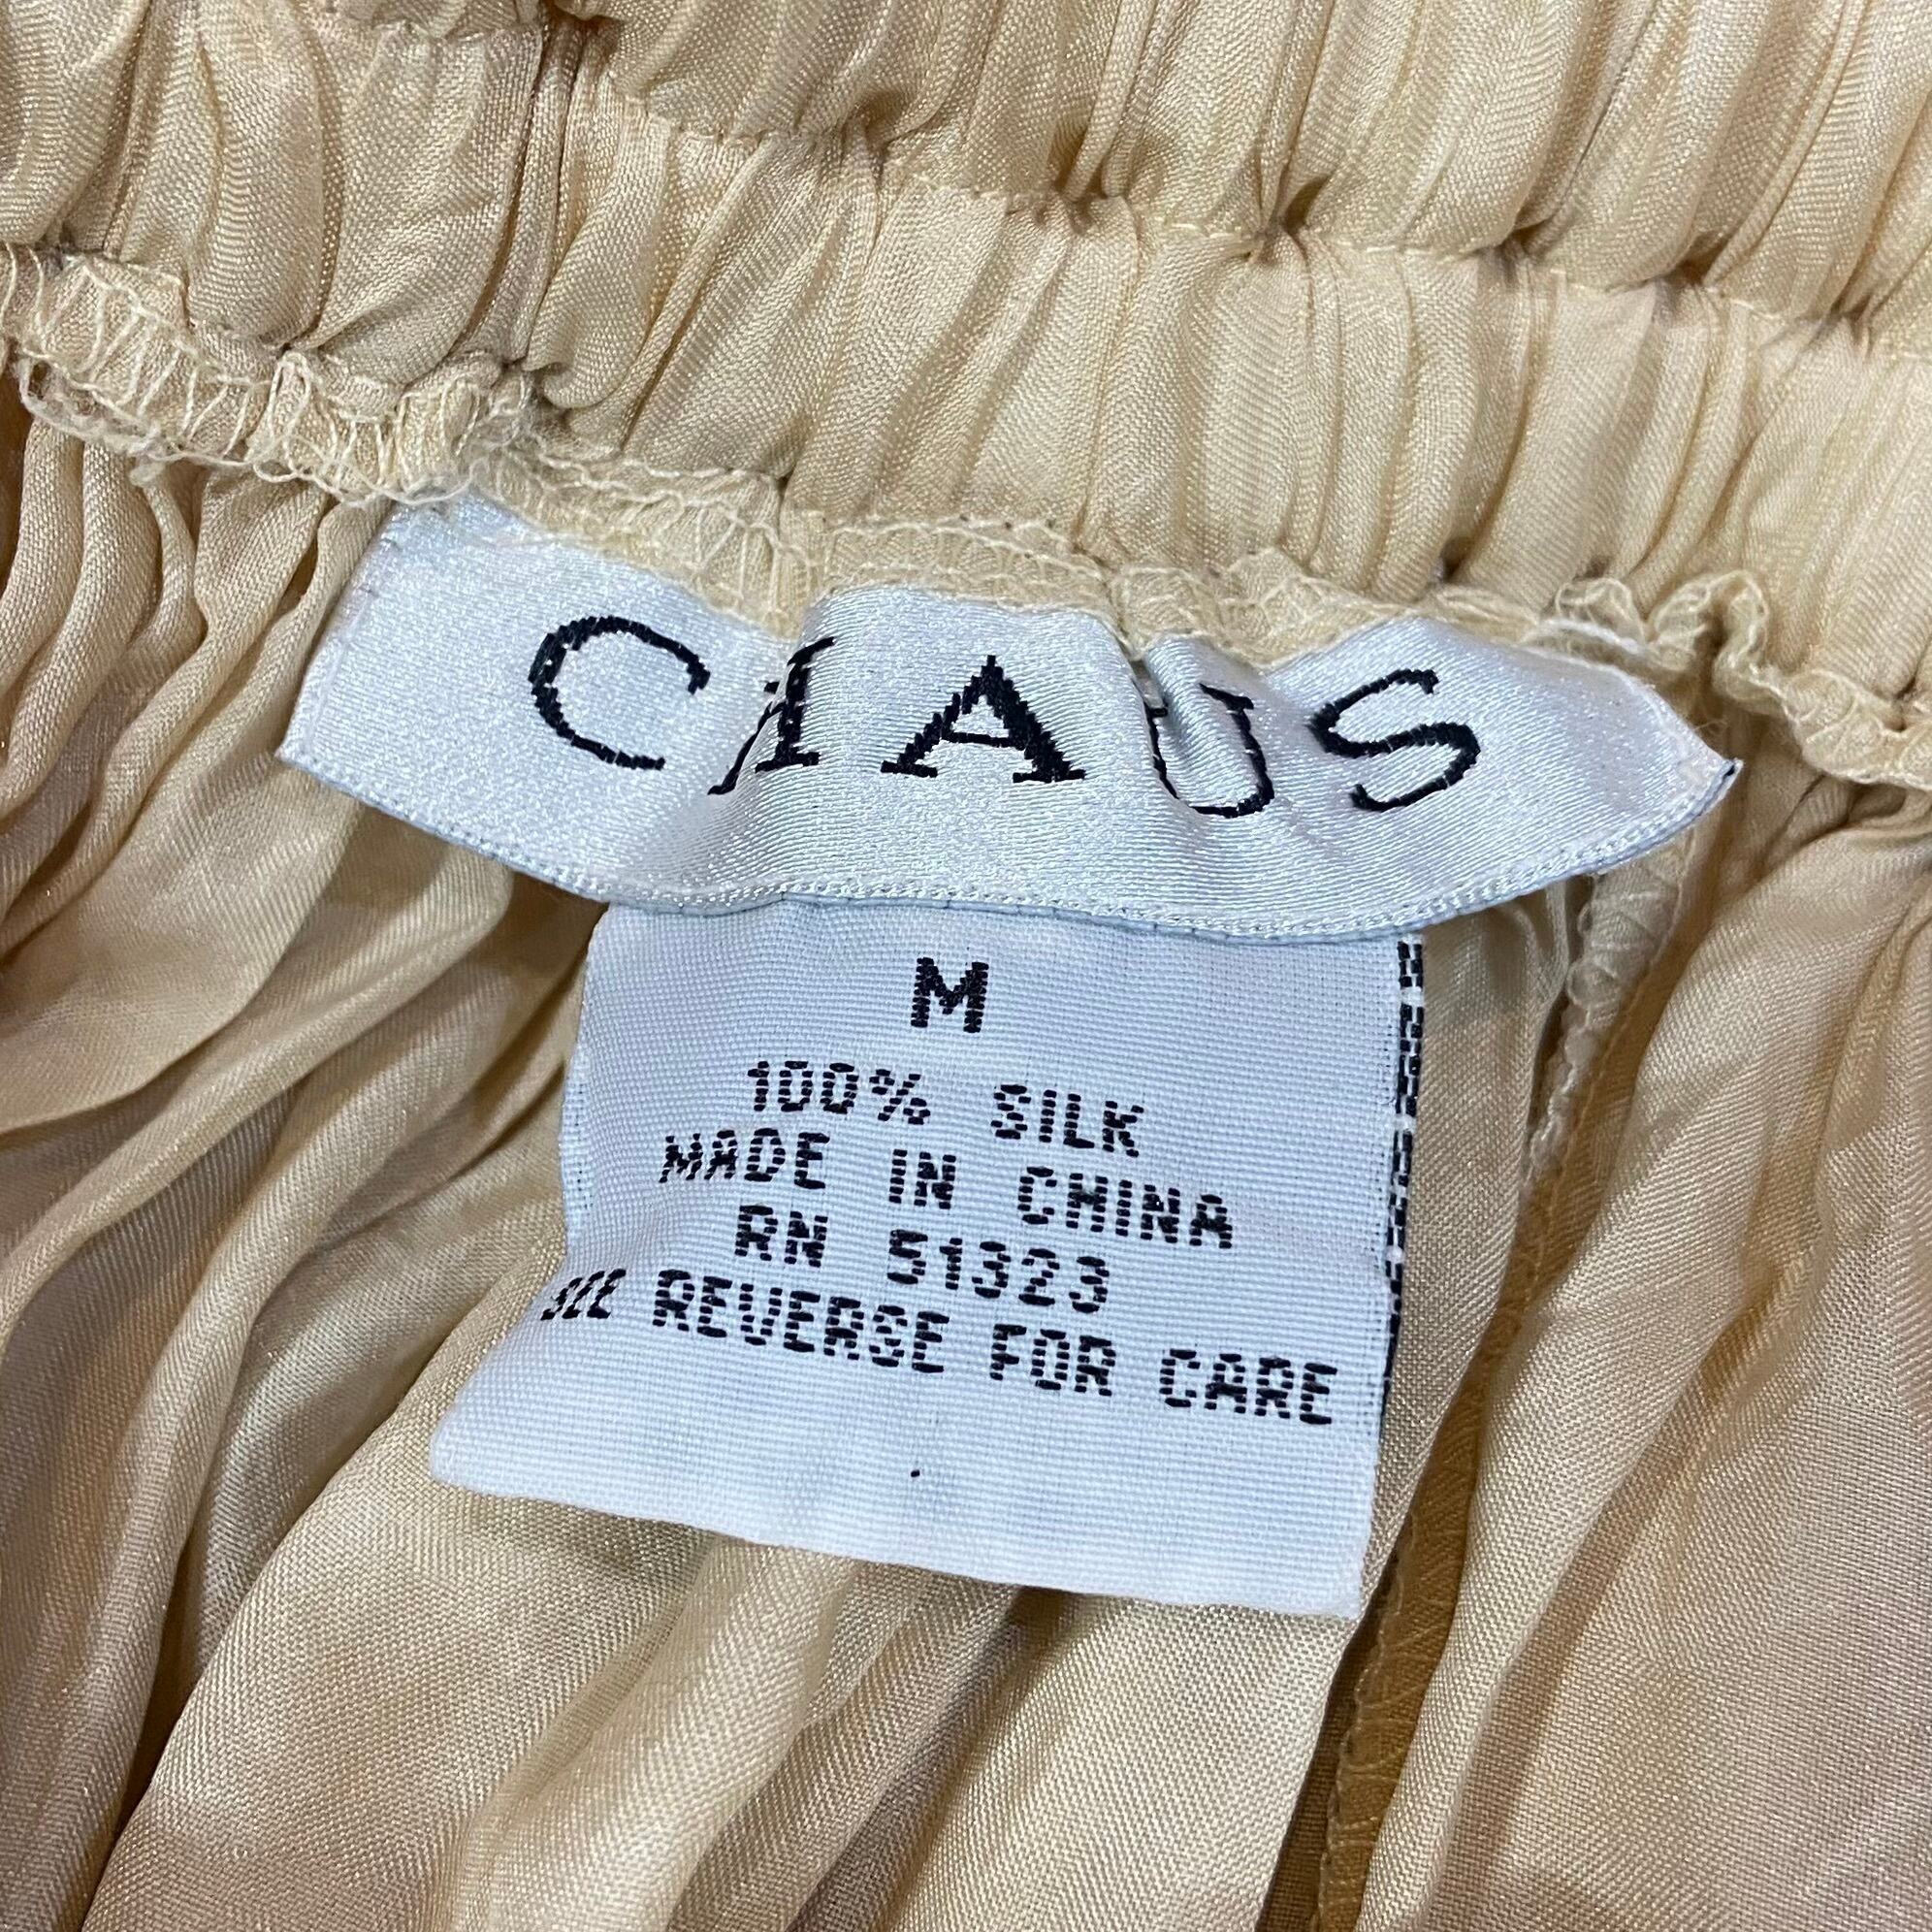 CHAUS
M
100% SILK
MADE IN CHINA
RN 51323
SEE REVERSE FOR CARE